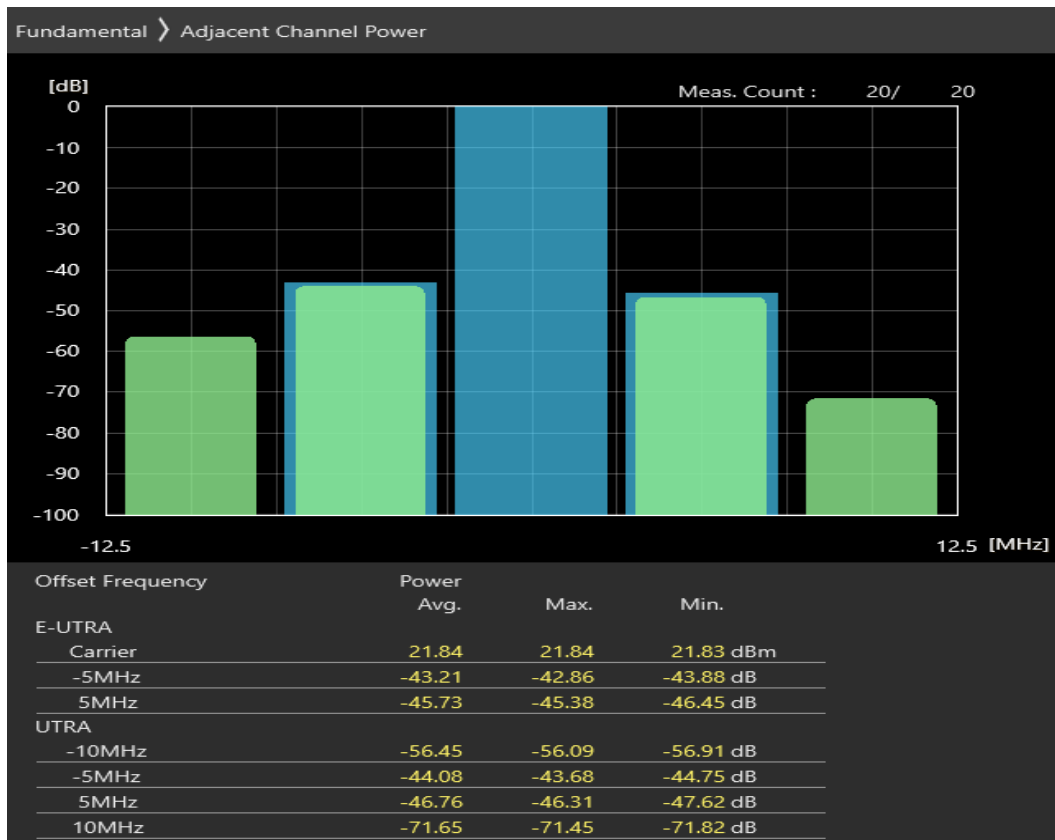 Fundamental 〉 Adjacent Channel Power
[dB]
Meas. Count : 20/ 20
0
-10
-20
-30
-40
-50
-60
-70
-80
-90
-100
-12.5 12.5 [MHz]
Offset Frequency Power
Avg. Max. Min.
E-UTRA
Carrier 21.84 21.84 21.83 dBm
-5MHz -43.21 -42.86 -43.88 dB
5MHz -45.73 -45.38 -46.45 dB
UTRA
-10MHz -56.45 -56.09 -56.91 dB
-5MHz -44.08 -43.68 -44.75 dB
5MHz -46.76 -46.31 -47.62 dB
10MHz -71.65 -71.45 -71.82 dB